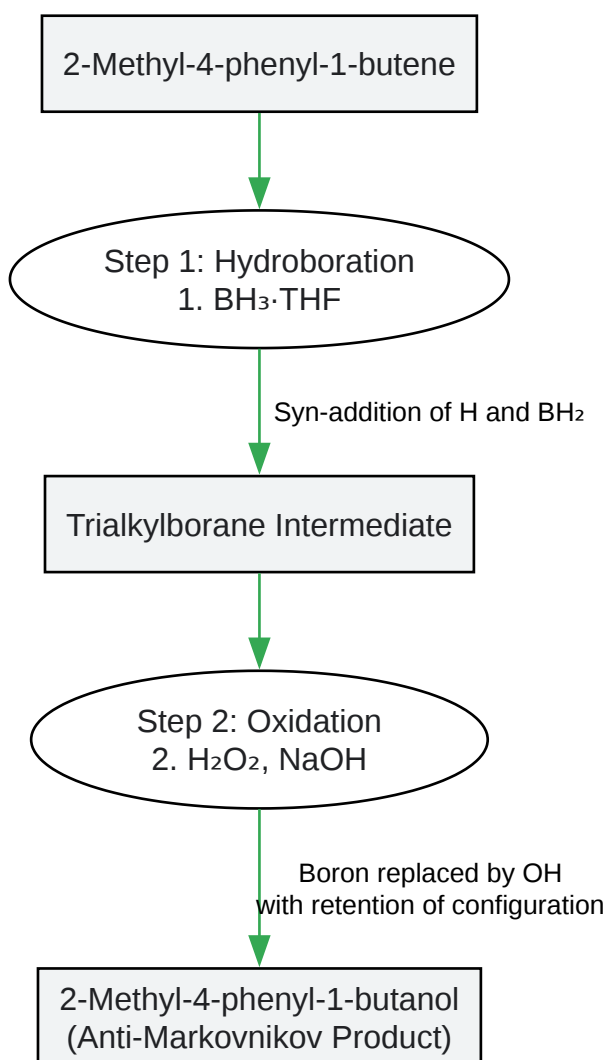 2-Methyl-4-phenyl-1-butene
Step 1: Hydroboration
1. BH₃·THF
Syn-addition of H and BH₂
Trialkylborane Intermediate
Step 2: Oxidation
2. H₂O₂, NaOH
Boron replaced by OH
with retention of configuration
2-Methyl-4-phenyl-1-butanol
(Anti-Markovnikov Product)